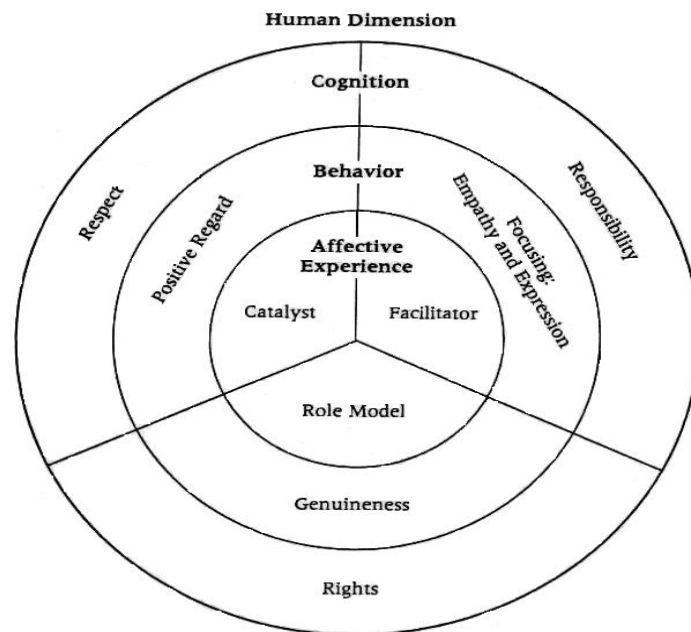 Human Dimension
Cognition
Respect
Responsibility
Behavior
Positive Regard
Focusing:
Empathy and Expression
Affective
Experience
Catalyst
Facilitator
Role Model
Genuineness
Rights